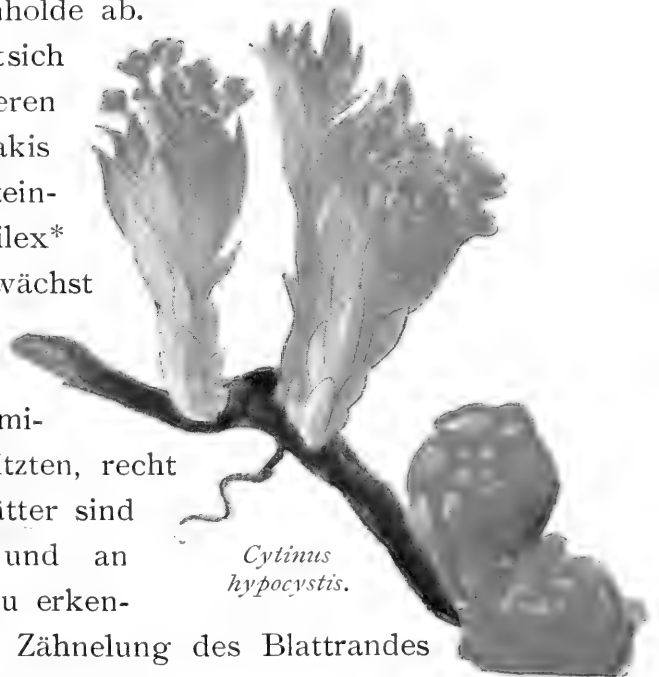 nholde ab.
tsich
eren
akis
tein-
ilex*
wächst
mi-
itzten, recht
ätter sind
und an
u erken-
Zähnelung des Blattrandes
Cytinus
hypocystis.